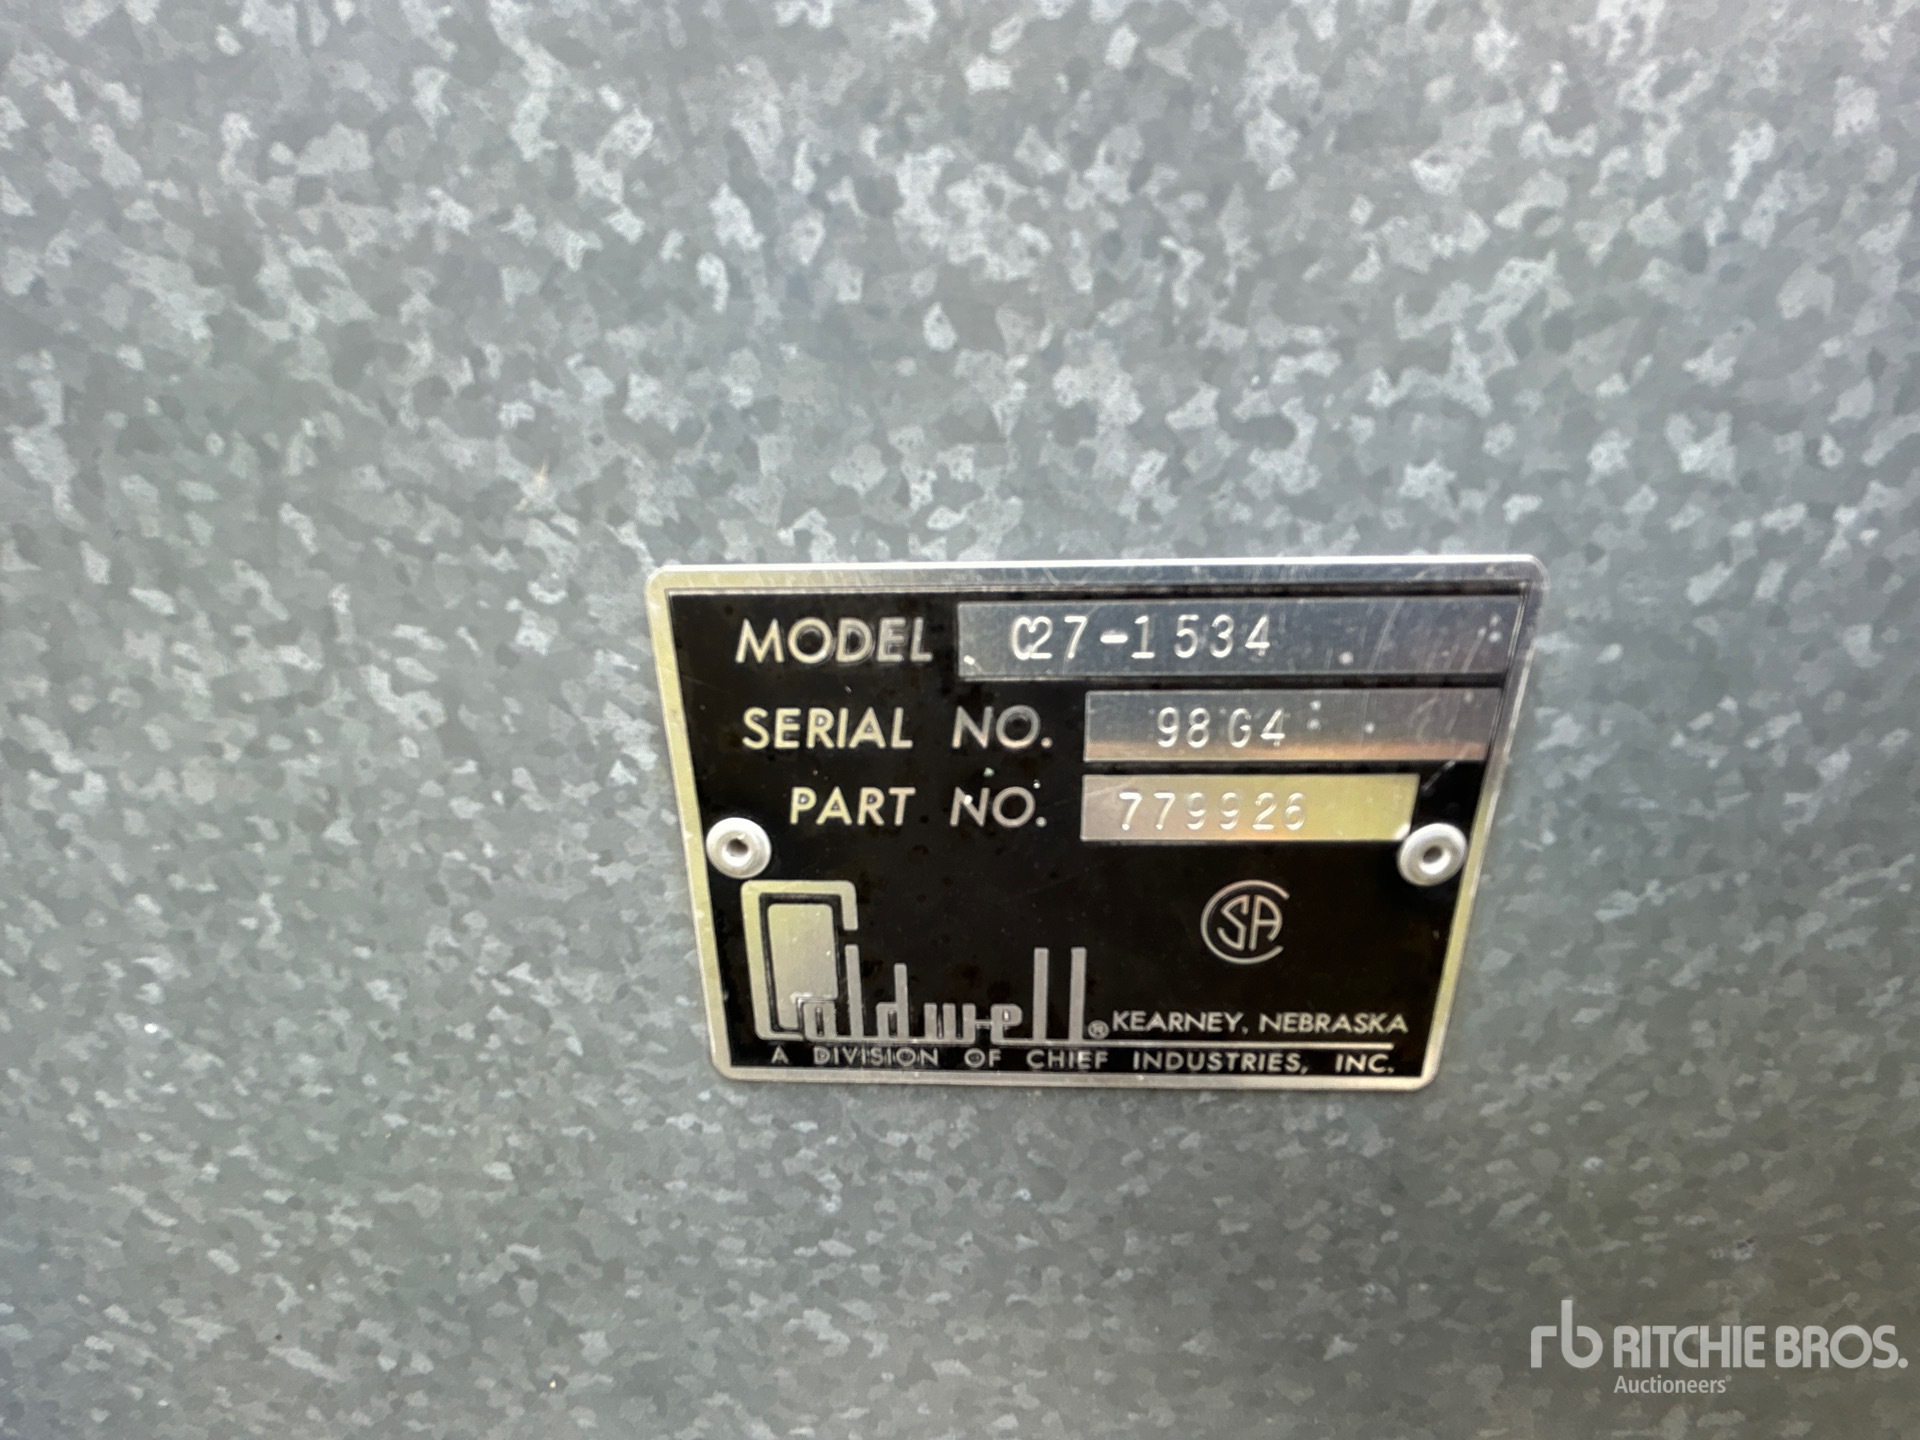 MODEL C27-1534
SERIAL NO. 98G4
PART NO. 779926
CSA
Caldwell® KEARNEY, NEBRASKA
A DIVISION OF CHIEF INDUSTRIES, INC.
rb RITCHIE BROS.
Auctioneers